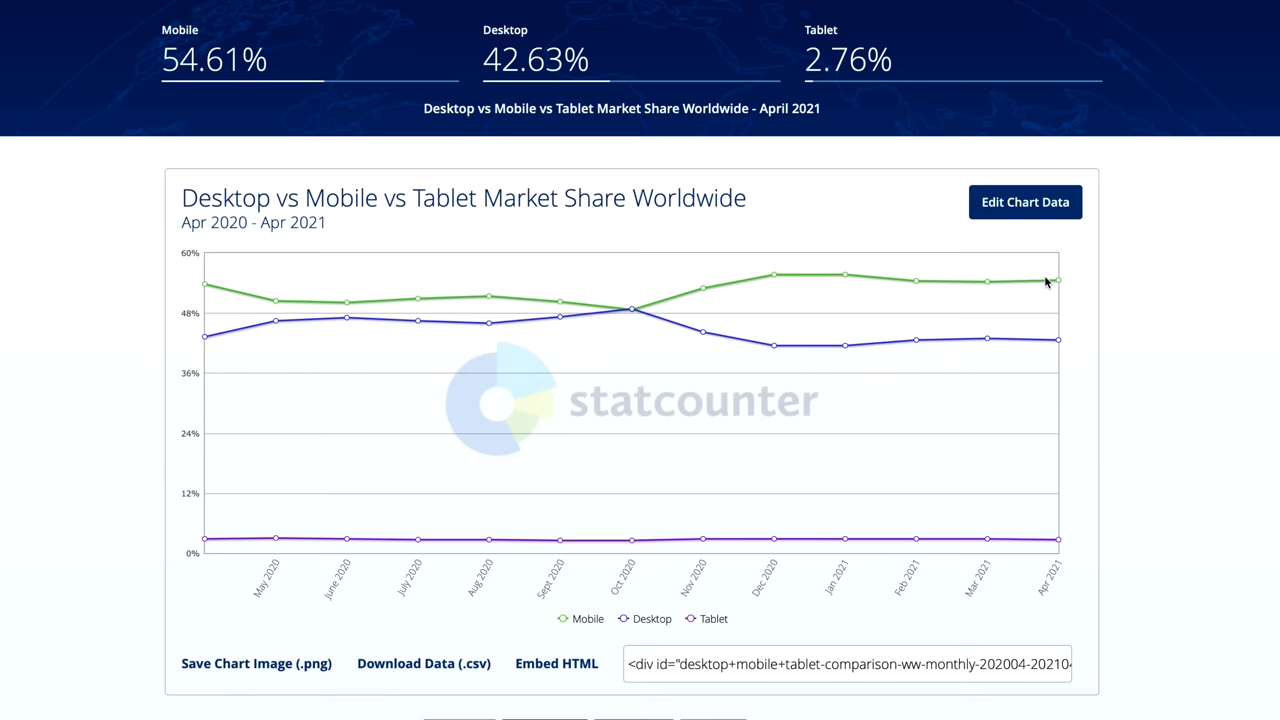 Mobile
54.61%
Desktop
42.63%
Tablet
2.76%
Desktop vs Mobile vs Tablet Market Share Worldwide - April 2021
Desktop vs Mobile vs Tablet Market Share Worldwide
Apr 2020 - Apr 2021
Edit Chart Data
60%
48%
36%
24%
12%
0%
statcounter
May 2020
June 2020
July 2020
Aug 2020
Sept 2020
Oct 2020
Nov 2020
Dec 2020
Jan 2021
Feb 2021
Mar 2021
Apr 2021
Mobile Desktop Tablet
Save Chart Image (.png) Download Data (.csv) Embed HTML
<div id="desktop+mobile+tablet-comparison-ww-monthly-202004-20210